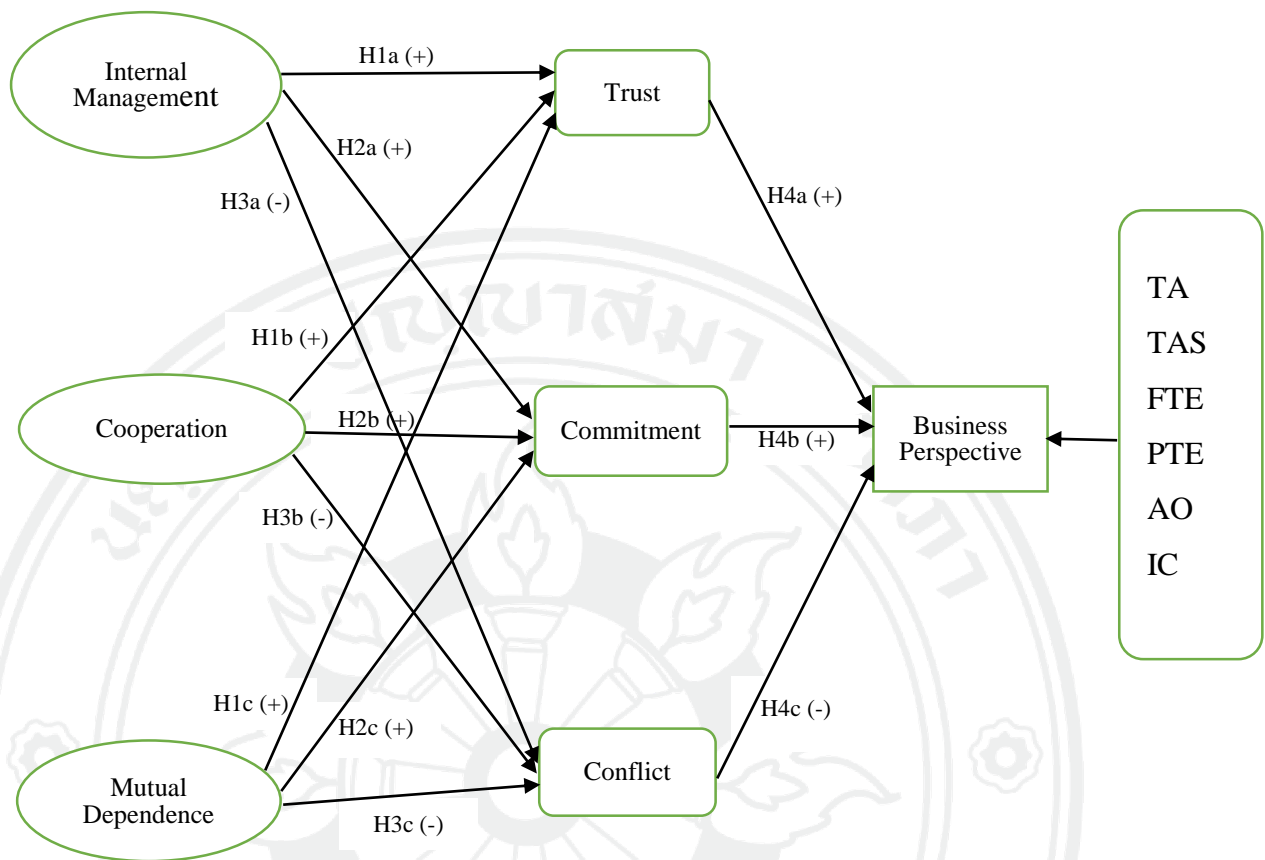 Internal
Management
H1a (+)
Trust
H2a (+)
H3a (-)
H4a (+)
H1b (+)
Cooperation
H2b (+)
Commitment
H4b (+)
Business
Perspective
H3b (-)
H1c (+)
H2c (+)
H4c (-)
Mutual
Dependence
H3c (-)
Conflict
TA
TAS
FTE
PTE
AO
IC